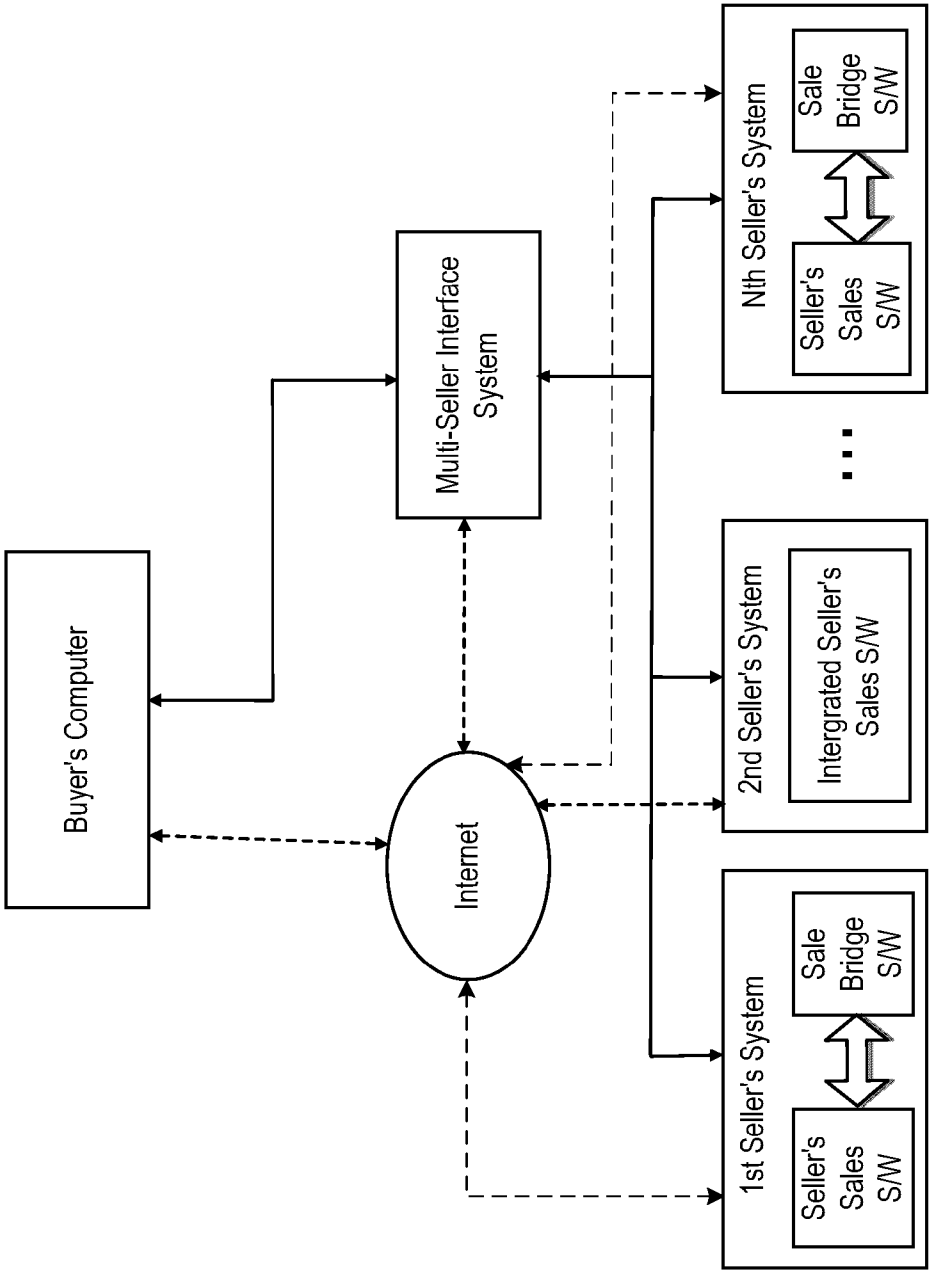 Buyer's Computer
Internet
Multi-Seller Interface
System
1st Seller's System
Seller's
Sales
S/W
Sale
Bridge
S/W
2nd Seller's System
Intergrated Seller's
Sales S/W
...
Nth Seller's System
Seller's
Sales
S/W
Sale
Bridge
S/W